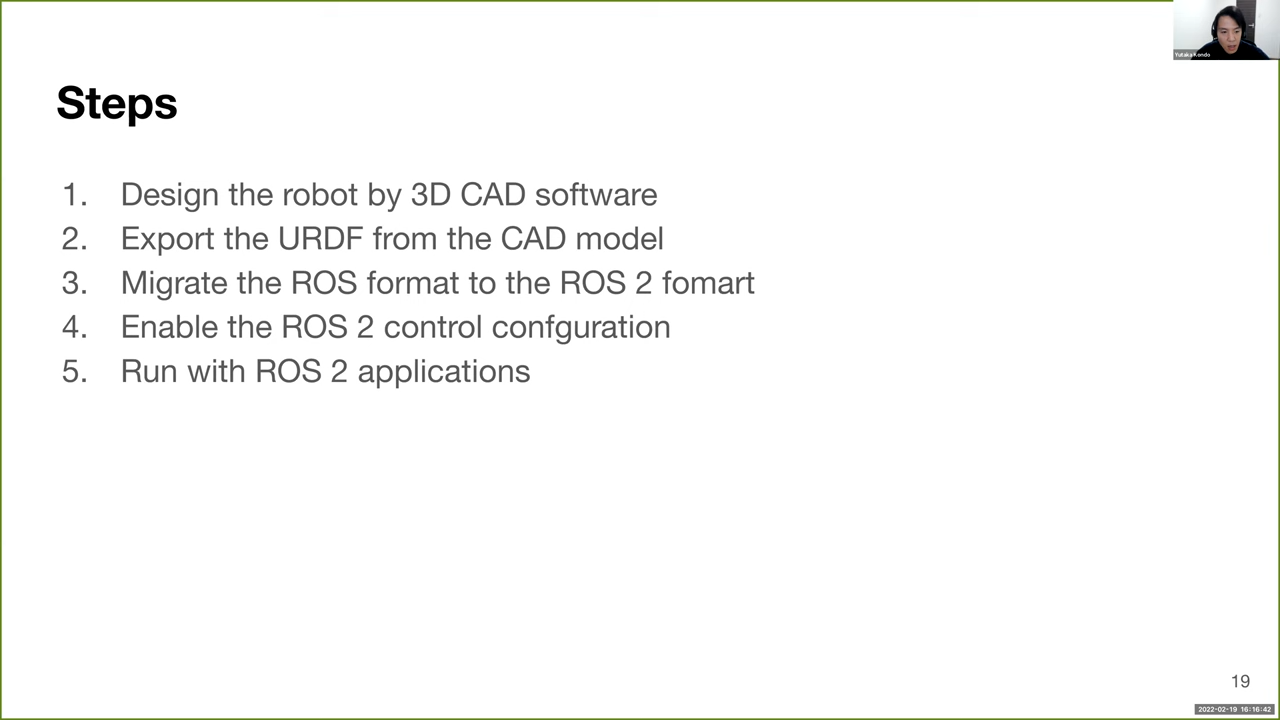 Yutaka Kondo
Steps
1. Design the robot by 3D CAD software
2. Export the URDF from the CAD model
3. Migrate the ROS format to the ROS 2 fomart
4. Enable the ROS 2 control confguration
5. Run with ROS 2 applications
19
2022-02-19 16:16:42